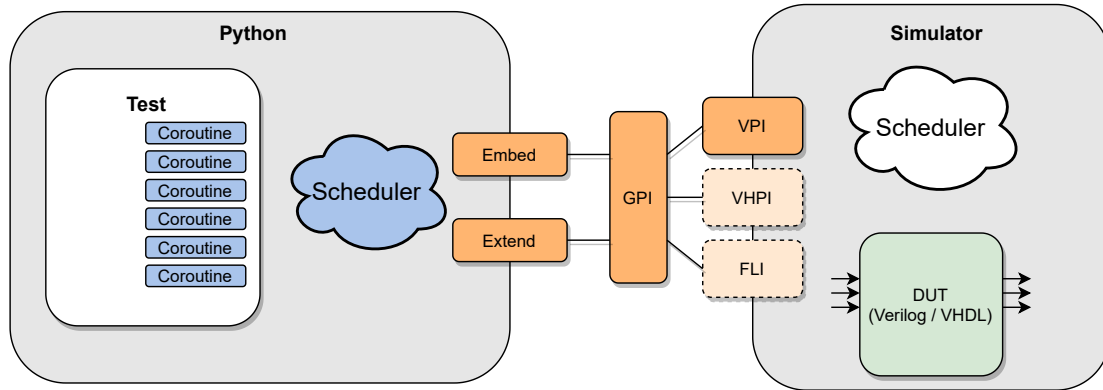 Python
Test
Coroutine
Coroutine
Coroutine
Coroutine
Coroutine
Coroutine
Scheduler
Embed
Extend
GPI
Simulator
VPI
VHPI
FLI
Scheduler
DUT
(Verilog / VHDL)